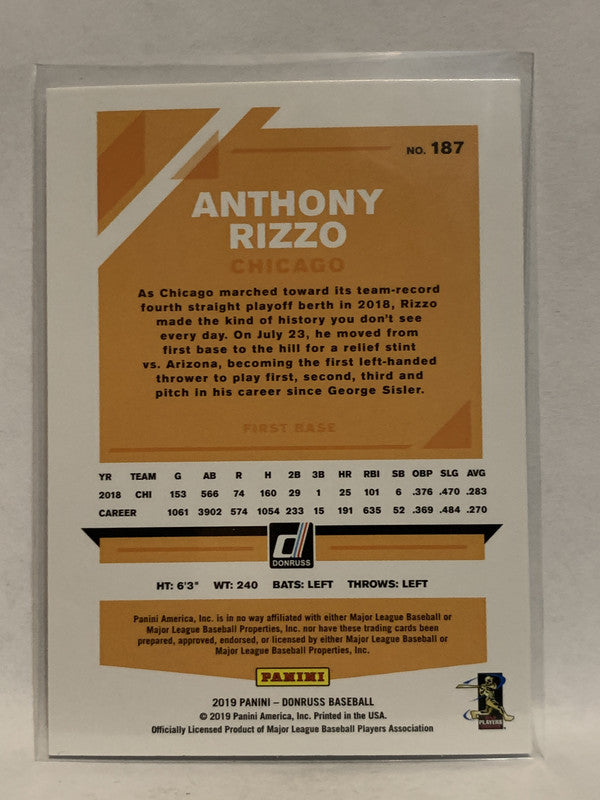 NO. 187
ANTHONY
RIZZO
CHICAGO
As Chicago marched toward its team-record
fourth straight playoff berth in 2018, Rizzo
made the kind of history you don't see
every day. On July 23, he moved from
first base to the hill for a relief stint
vs. Arizona, becoming the first left-handed
thrower to play first, second, third and
pitch in his career since George Sisler.
FIRST BASE
YR TEAM G AB R H 2B 3B HR RBI SB OBP SLG AVG
2018 CHI 153 566 74 160 29 1 25 101 6 .376 .470 .283
CAREER 1061 3902 574 1054 233 15 191 635 52 .369 .484 .270
d
DONRUSS
HT: 6'3" WT: 240 BATS: LEFT THROWS: LEFT
Panini America, Inc. is in no way affiliated with either Major League Baseball or
Major League Baseball Properties, Inc. nor have these trading cards been
prepared, approved, endorsed, or licensed by either Major League Baseball or
Major League Baseball Properties, Inc.
PANINI
2019 PANINI – DONRUSS BASEBALL
© 2019 Panini America, Inc. Printed in the USA.
Officially Licensed Product of Major League Baseball Players Association
PLAYERS